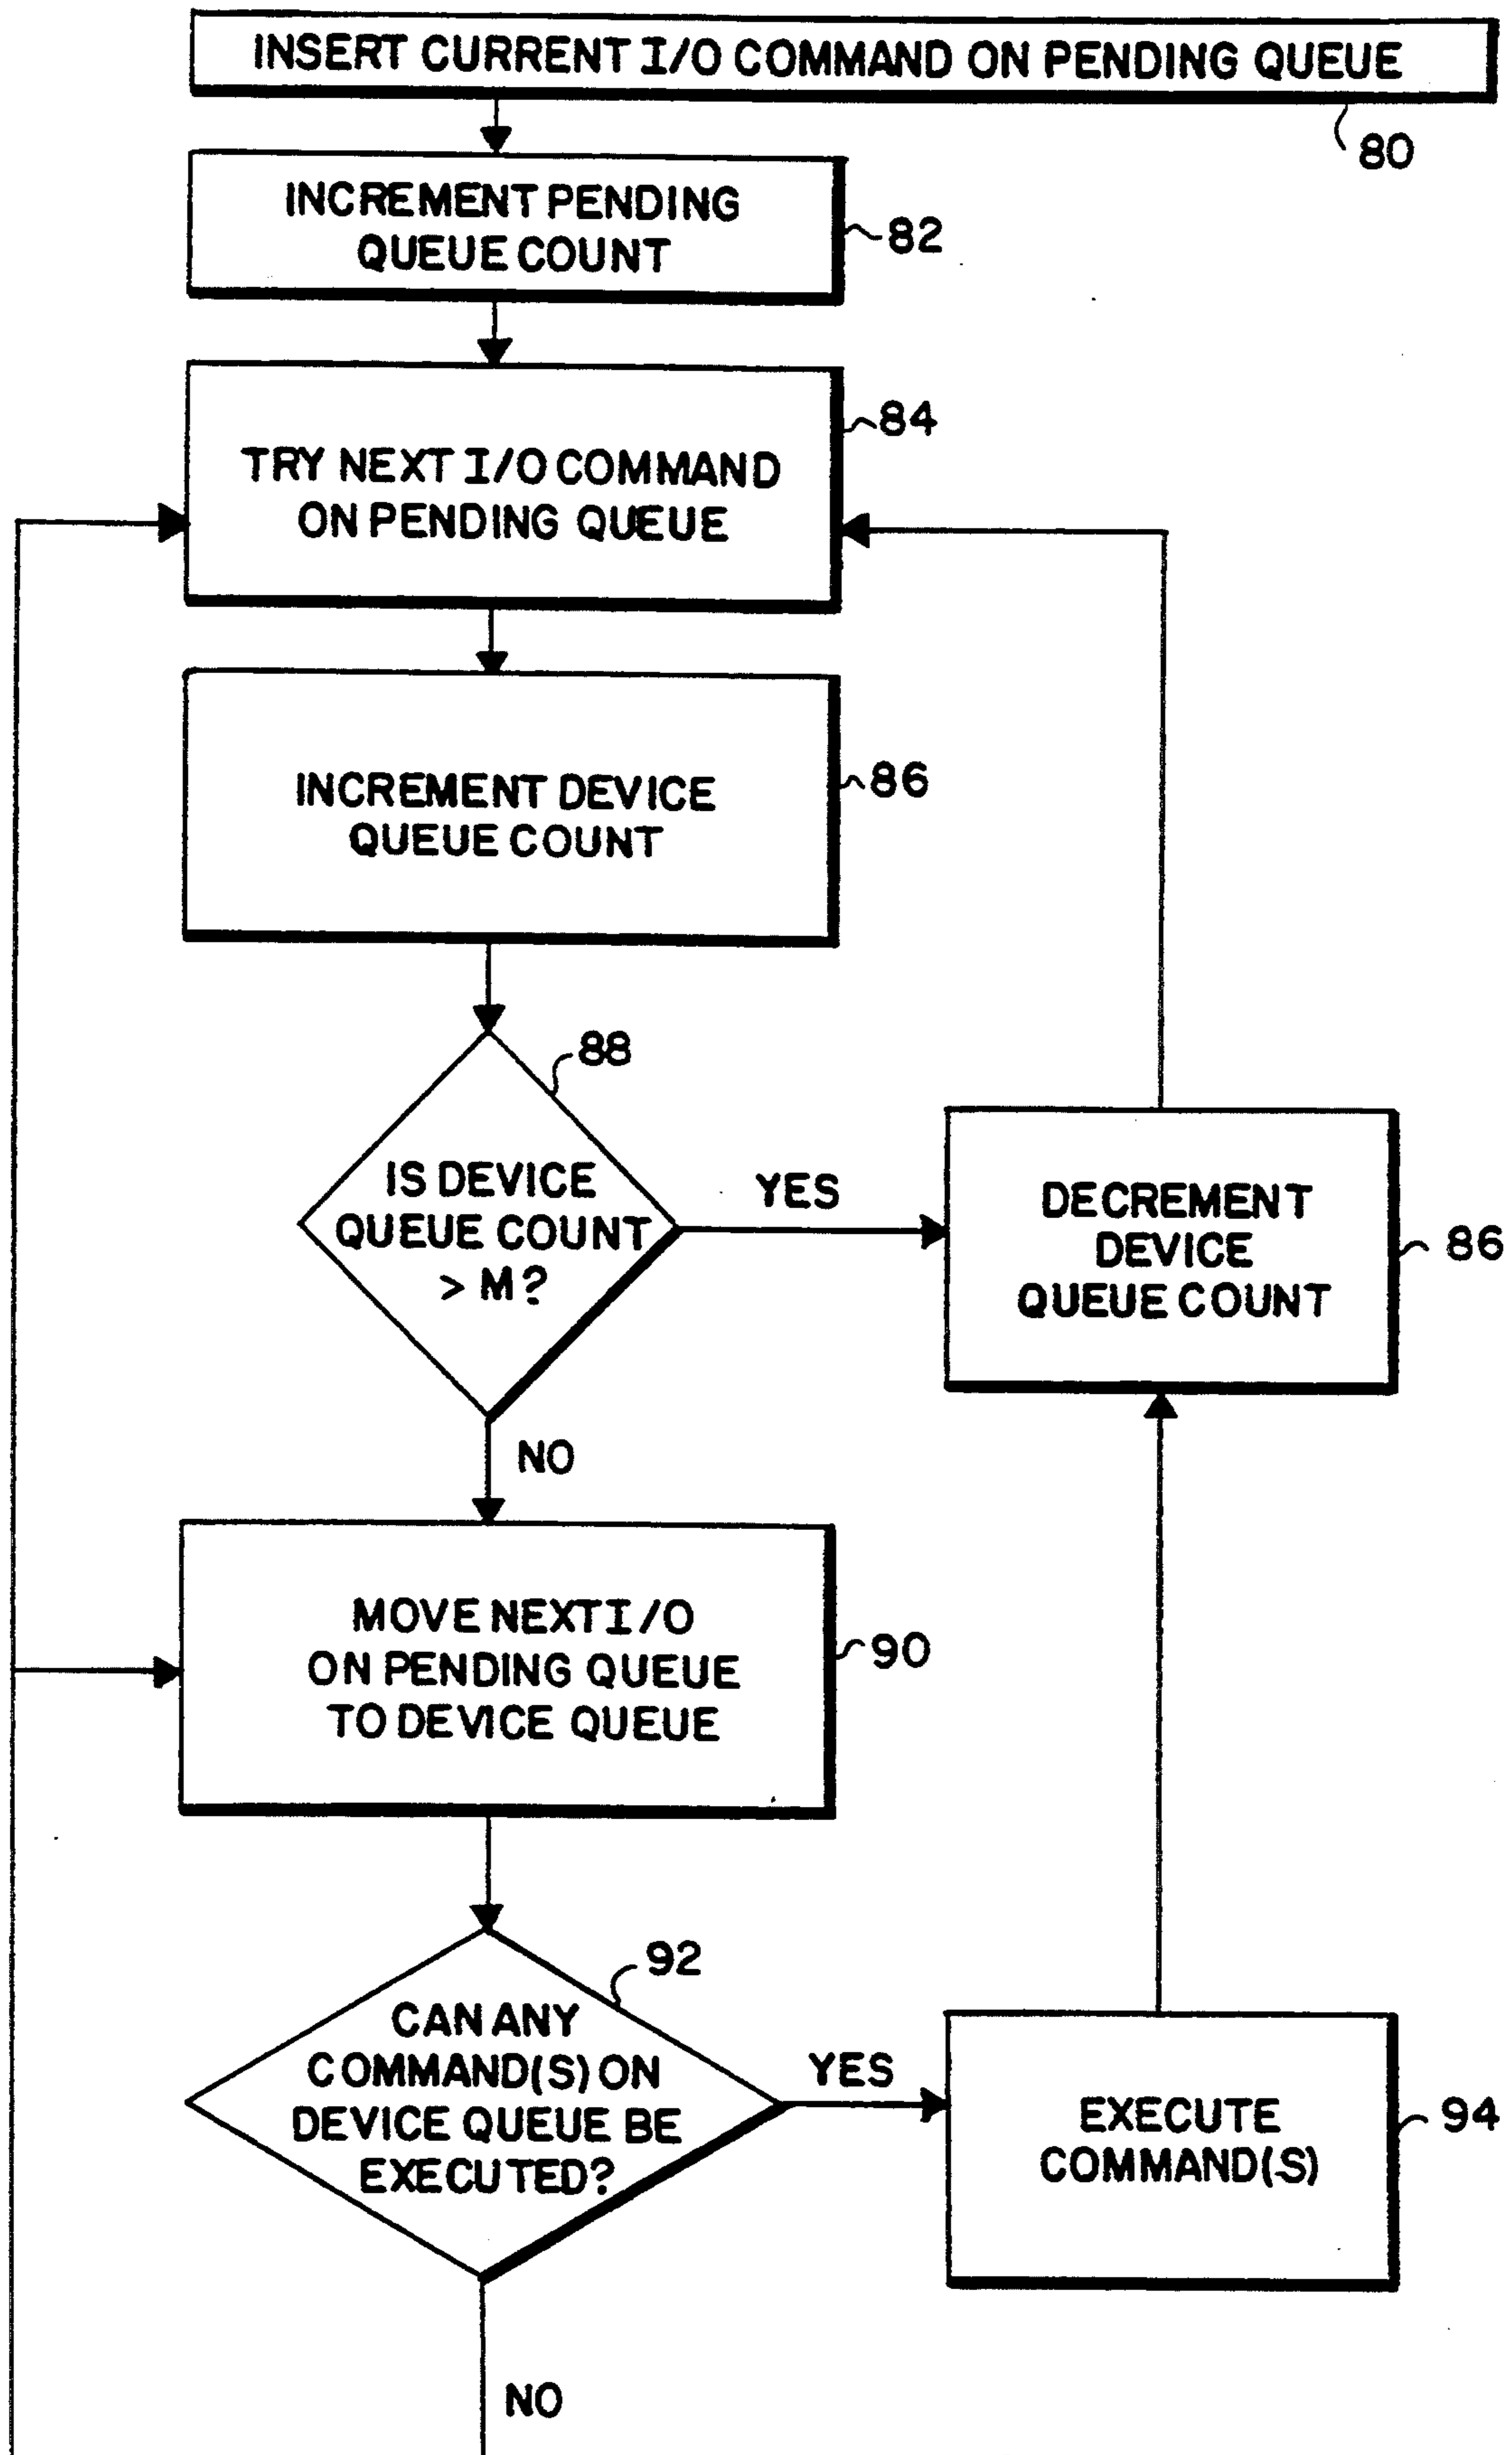 INSERT CURRENT I/O COMMAND ON PENDING QUEUE
80
INCREMENT PENDING
QUEUE COUNT
82
84
TRY NEXT I/O COMMAND
ON PENDING QUEUE
INCREMENT DEVICE
QUEUE COUNT
86
88
IS DEVICE
QUEUE COUNT
> M?
YES
DECREMENT
DEVICE
QUEUE COUNT
86
NO
MOVE NEXT I/O
ON PENDING QUEUE
TO DEVICE QUEUE
90
92
CAN ANY
COMMAND(S) ON
DEVICE QUEUE BE
EXECUTED?
YES
EXECUTE
COMMAND(S)
94
NO